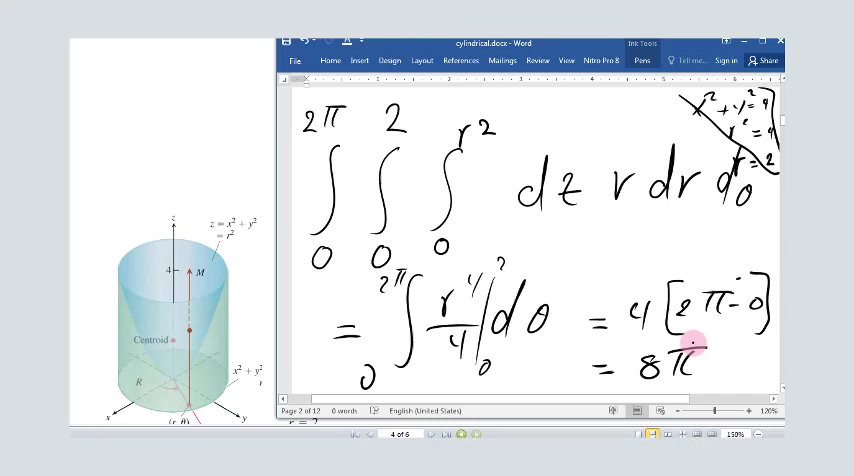 cylindrical.docx - Word
Ink Tools
File Home Insert Design Layout References Mailings Review View Nitro Pro 8 Pens Tell me... Sign in Share
x² + y² = 4
r² = 4
r = 2
∫₀^{2π} ∫₀^{2} ∫₀^{r²} dz r dr dθ
= ∫₀^{2π} r⁴/4 |₀² dθ = 4 [2π - 0]
= 8π
z
z = x² + y²
= r²
4
M
Centroid
R
x² + y²
x
y
(r, θ)
r = 2
Page 2 of 12 0 words English (United States) 120%
4 of 6 150%